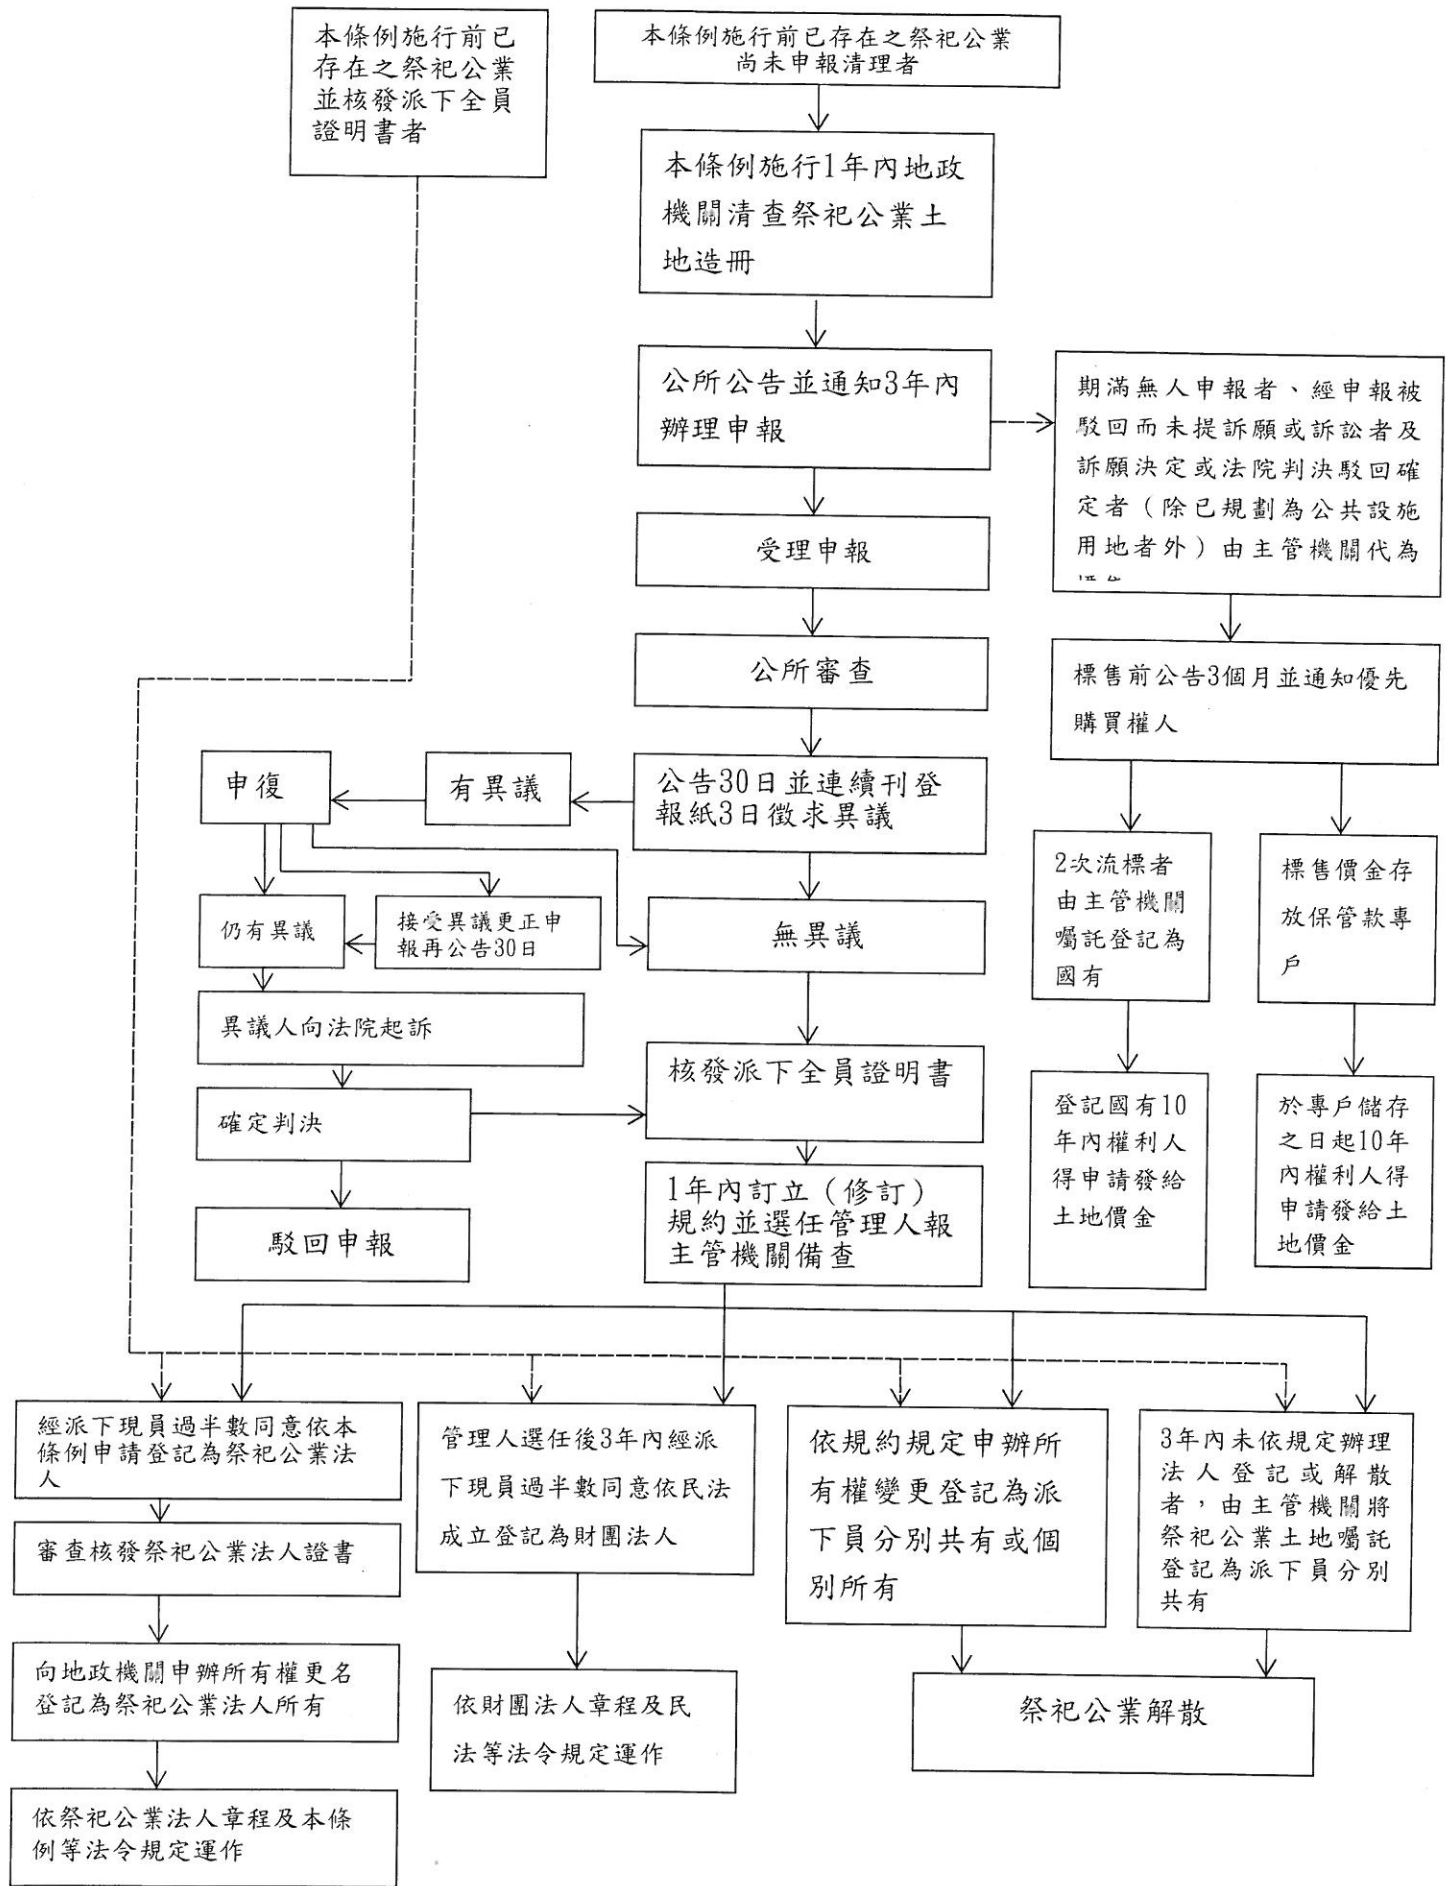 本條例施行前已
存在之祭祀公業
並核發派下全員
證明書者
本條例施行前已存在之祭祀公業
尚未申報清理者
本條例施行1年內地政
機關清查祭祀公業土
地造冊
公所公告並通知3年內
辦理申報
期滿無人申報者、經申報被
駁回而未提訴願或訴訟者及
訴願決定或法院判決駁回確
定者（除已規劃為公共設施
用地者外）由主管機關代為
受理申報
公所審查
標售前公告3個月並通知優先
購買權人
申復
有異議
公告30日並連續刊登
報紙3日徵求異議
2次流標者
由主管機關
囑託登記為
國有
標售價金存
放保管款專
戶
仍有異議
接受異議更正申
報再公告30日
無異議
異議人向法院起訴
核發派下全員證明書
確定判決
登記國有10
年內權利人
得申請發給
土地價金
於專戶儲存
之日起10年
內權利人得
申請發給土
地價金
1年內訂立（修訂）
規約並選任管理人報
主管機關備查
駁回申報
經派下現員過半數同意依本
條例申請登記為祭祀公業法
人
管理人選任後3年內經派
下現員過半數同意依民法
成立登記為財團法人
依規約規定申辦所
有權變更登記為派
下員分別共有或個
別所有
3年內未依規定辦理
法人登記或解散
者，由主管機關將
祭祀公業土地囑託
登記為派下員分別
共有
審查核發祭祀公業法人證書
向地政機關申辦所有權更名
登記為祭祀公業法人所有
依財團法人章程及民
法等法令規定運作
祭祀公業解散
依祭祀公業法人章程及本條
例等法令規定運作